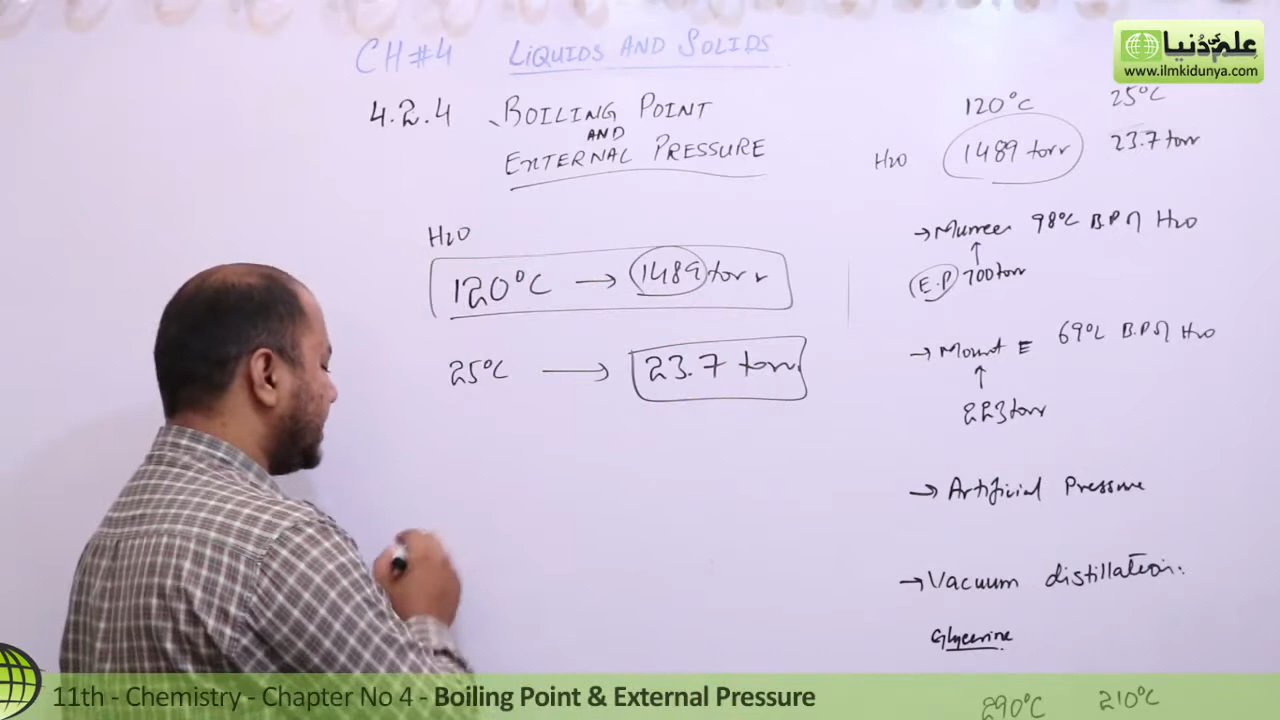 CH#4 LIQUIDS AND SOLIDS
4.2.4 BOILING POINT
AND
EXTERNAL PRESSURE
H2O
120°C → 1489 torr
25°C → 23.7 torr
علم کی دُنیا
www.ilmkidunya.com
120°C 25°C
H2O 1489 torr 23.7 torr
→ Murree 98°C B.P of H2O
↑
E.P 700 torr
→ Mount E 69°C B.P of H2O
↑
223 torr
→ Artificial Pressure
→ Vacuum distillation.
Glycerine
290°C 210°C
11th - Chemistry - Chapter No 4 - Boiling Point & External Pressure